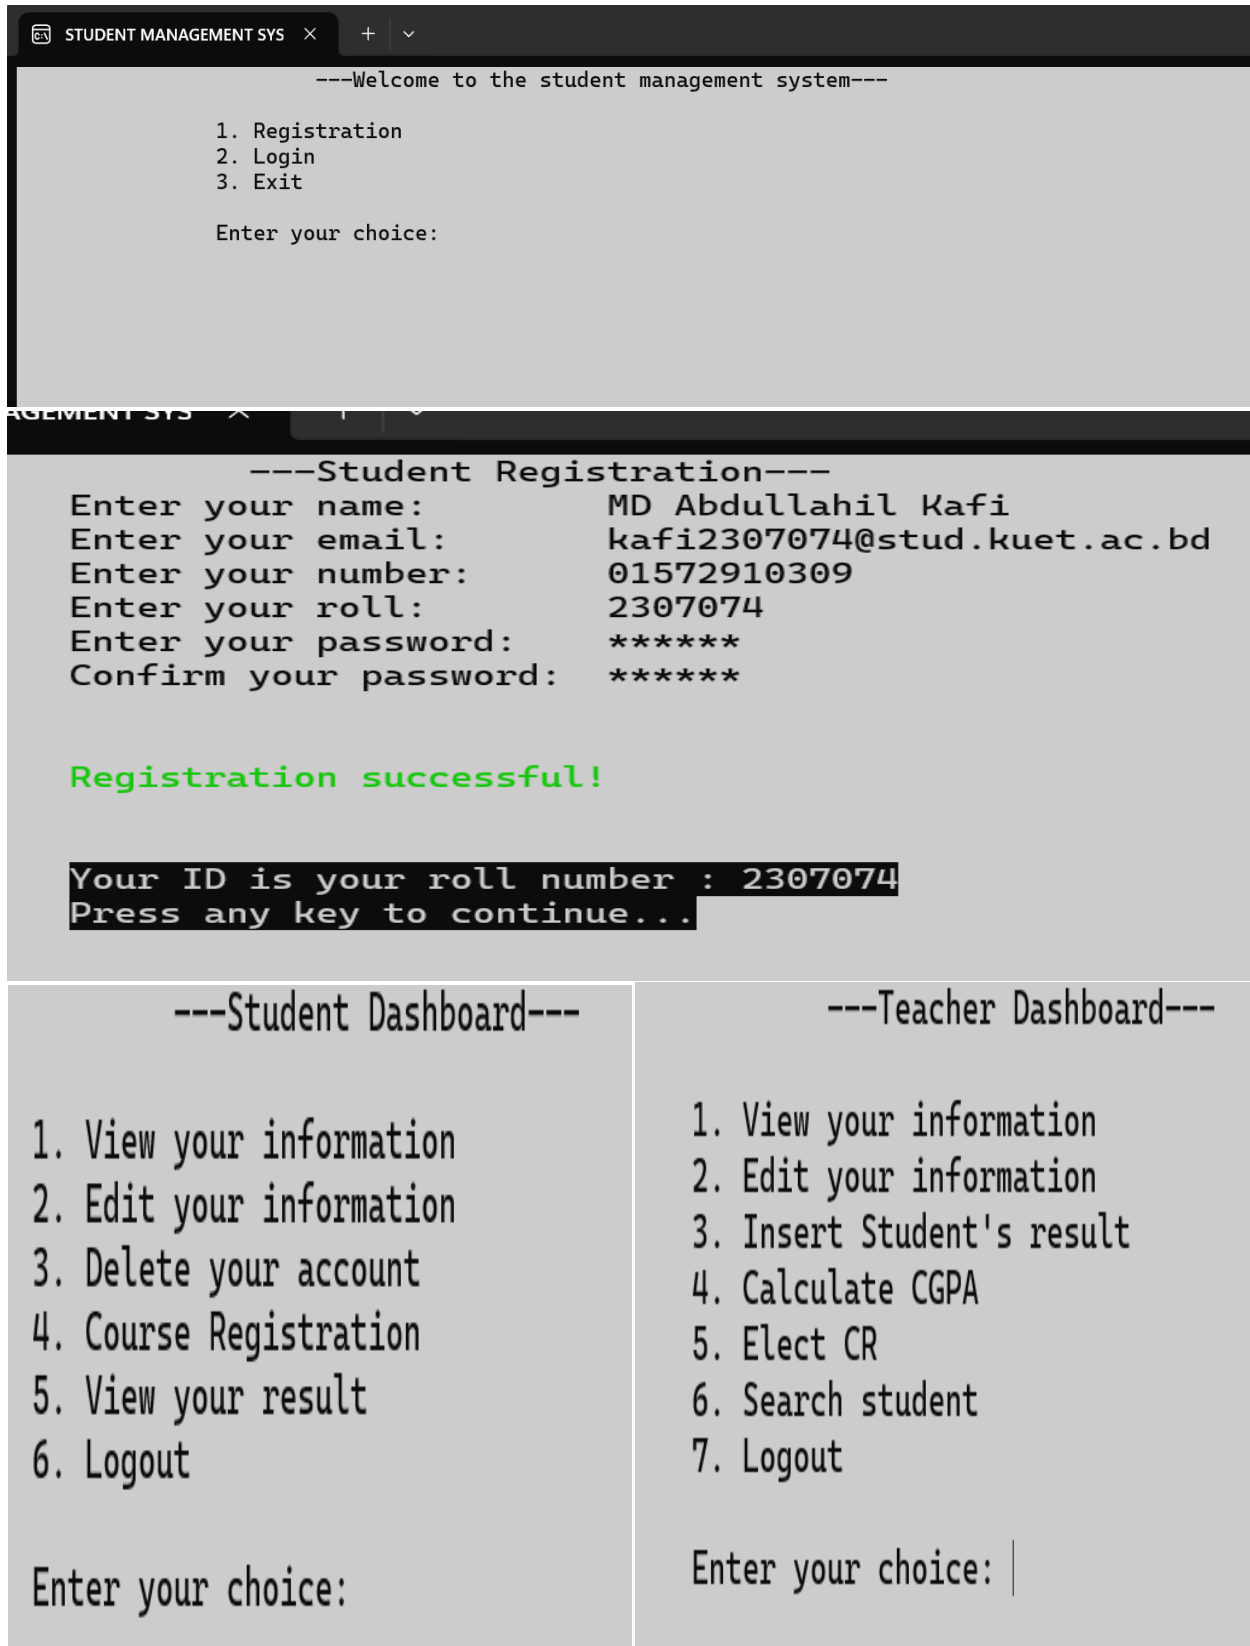 STUDENT MANAGEMENT SYS
---Welcome to the student management system---
1. Registration
2. Login
3. Exit
Enter your choice:
AGEMENT SYS
---Student Registration---
Enter your name: MD Abdullahil Kafi
Enter your email: kafi2307074@stud.kuet.ac.bd
Enter your number: 01572910309
Enter your roll: 2307074
Enter your password: ******
Confirm your password: ******
Registration successful!
Your ID is your roll number : 2307074
Press any key to continue...
---Student Dashboard---
1. View your information
2. Edit your information
3. Delete your account
4. Course Registration
5. View your result
6. Logout
Enter your choice:
---Teacher Dashboard---
1. View your information
2. Edit your information
3. Insert Student's result
4. Calculate CGPA
5. Elect CR
6. Search student
7. Logout
Enter your choice: